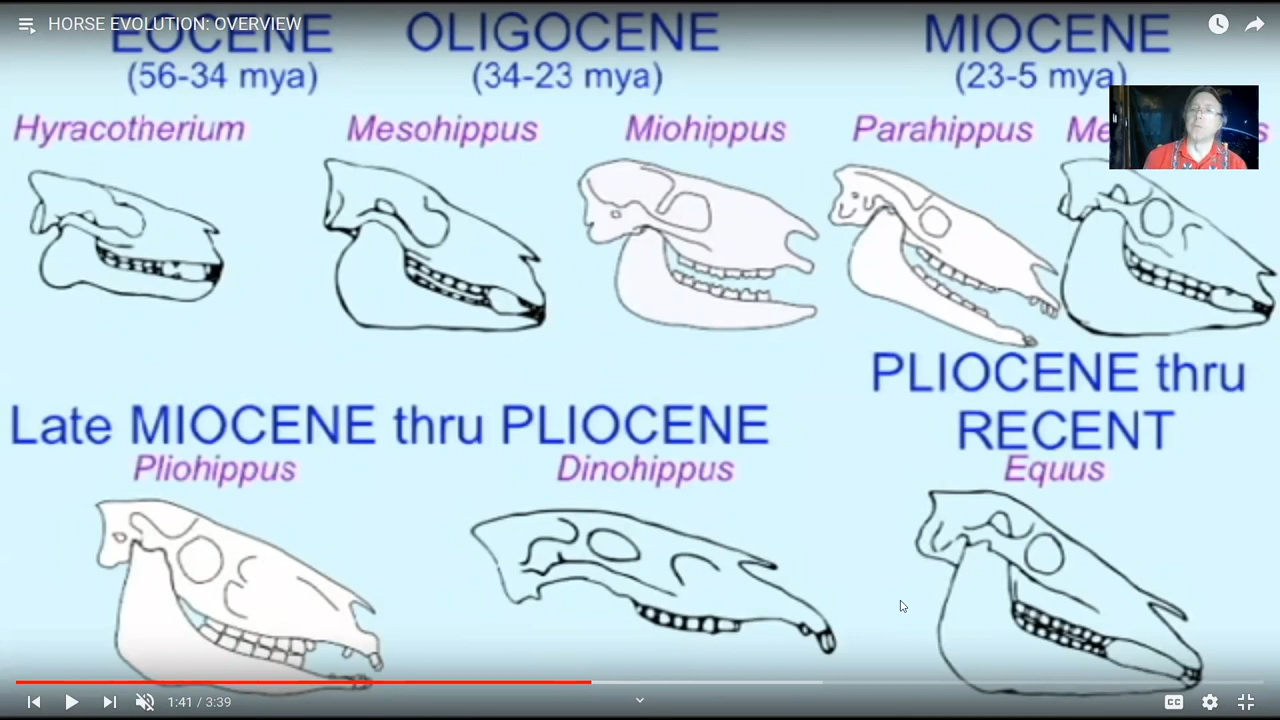 HORSE EVOLUTION: OVERVIEW
EOCENE OLIGOCENE MIOCENE
(56-34 mya) (34-23 mya) (23-5 mya)
Hyracotherium Mesohippus Miohippus Parahippus
PLIOCENE thru
RECENT
Late MIOCENE thru PLIOCENE
Pliohippus Dinohippus Equus
1:41 / 3:39
CC